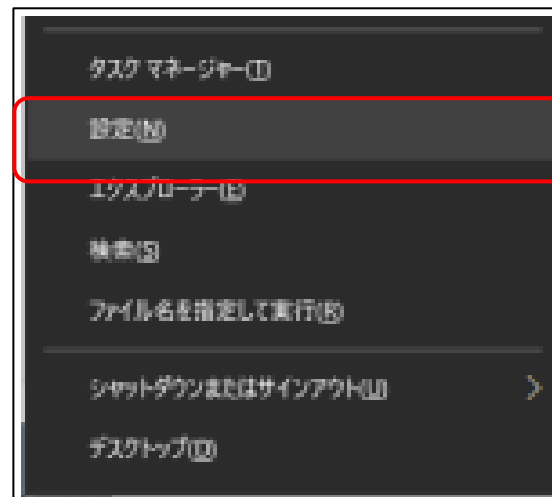 タスク マネージャー(T)
設定(N)
エクスプローラー(E)
検索(S)
ファイル名を指定して実行(R)
シャットダウンまたはサインアウト(U)
デスクトップ(D)